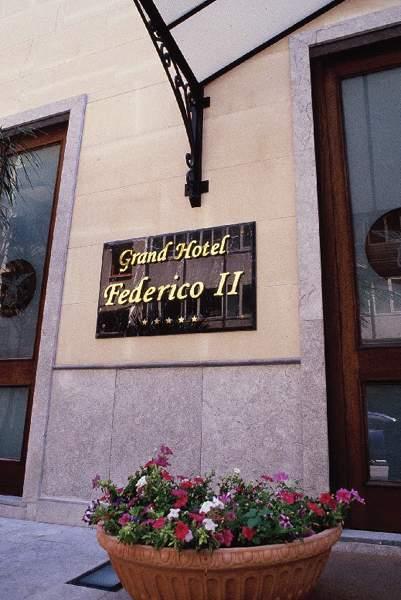 Grand Hotel
Federico II
★★★★★